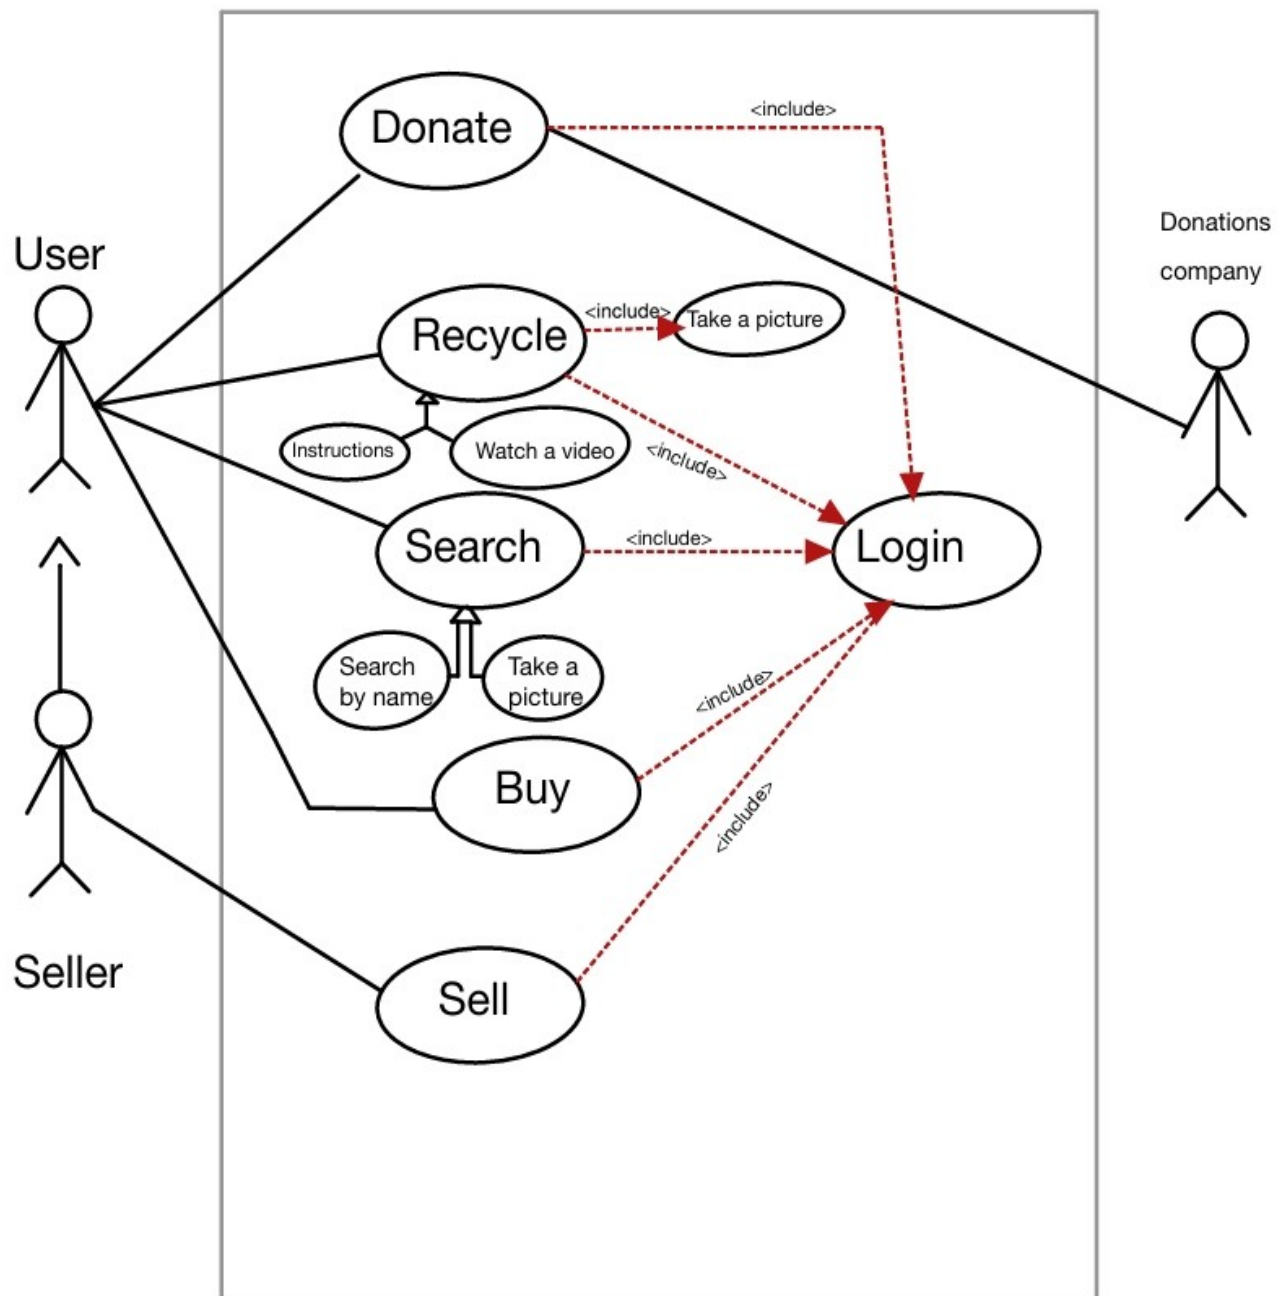 <include>
Donate
Donations
company
User
<include>
Take a picture
Recycle
Instructions
Watch a video
<include>
<include>
Search
Login
Search
by name
Take a
picture
<include>
Buy
<include>
Seller
Sell